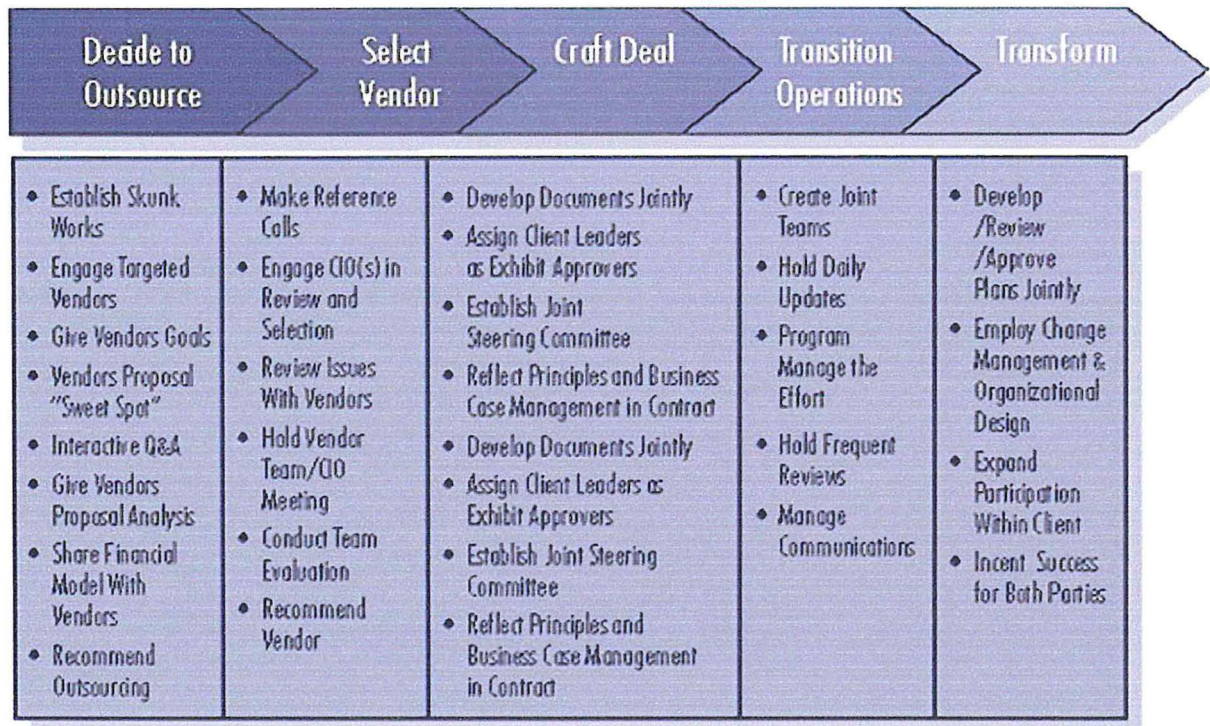 Decide to
Outsource
Select
Vendor
Craft Deal
Transition
Operations
Transform
• Establish Skunk
Works
• Engage Targeted
Vendors
• Give Vendors Goals
• Vendors Proposal
"Sweet Spot"
• Interactive Q&A
• Give Vendors
Proposal Analysis
• Share Financial
Model With
Vendors
• Recommend
Outsourcing
• Make Reference
Calls
• Engage CIO(s) in
Review and
Selection
• Review Issues
With Vendors
• Hold Vendor
Team/CIO
Meeting
• Conduct Team
Evaluation
• Recommend
Vendor
• Develop Documents Jointly
• Assign Client Leaders
as Exhibit Approvers
• Establish Joint
Steering Committee
• Reflect Principles and Business
Case Management in Contract
• Develop Documents Jointly
• Assign Client Leaders as
Exhibit Approvers
• Establish Joint Steering
Committee
• Reflect Principles and
Business Case Management
in Contract
• Create Joint
Teams
• Hold Daily
Updates
• Program
Manage the
Effort
• Hold Frequent
Reviews
• Manage
Communications
• Develop
/Review
/Approve
Plans Jointly
• Employ Change
Management &
Organizational
Design
• Expand
Participation
Within Client
• Incent Success
for Both Parties